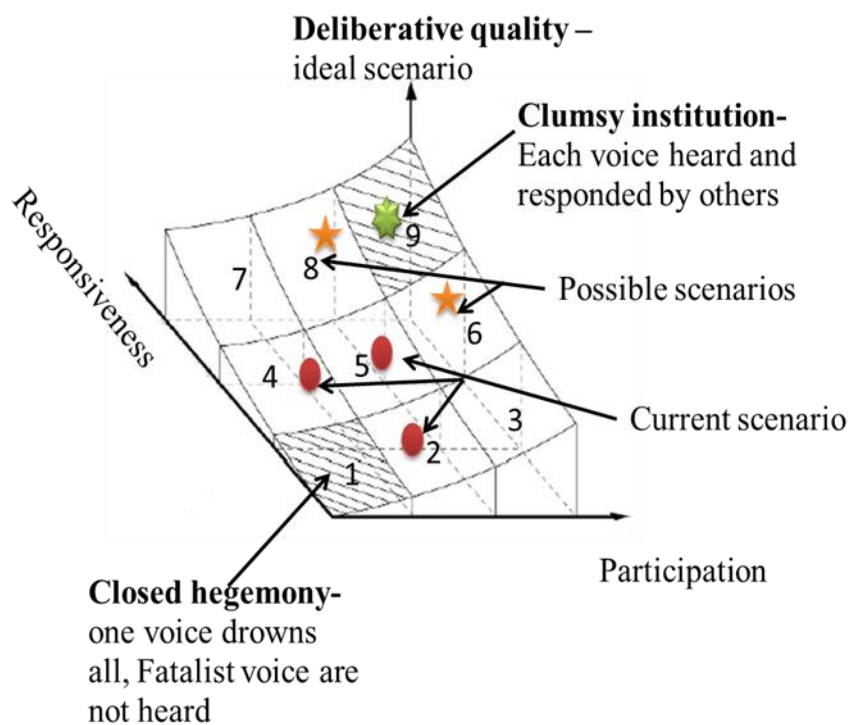 Deliberative quality –
ideal scenario
Clumsy institution-
Each voice heard and
responded by others
Responsiveness
7
8
9
Possible scenarios
6
4
5
3
Current scenario
2
1
Participation
Closed hegemony-
one voice drowns
all, Fatalist voice are
not heard